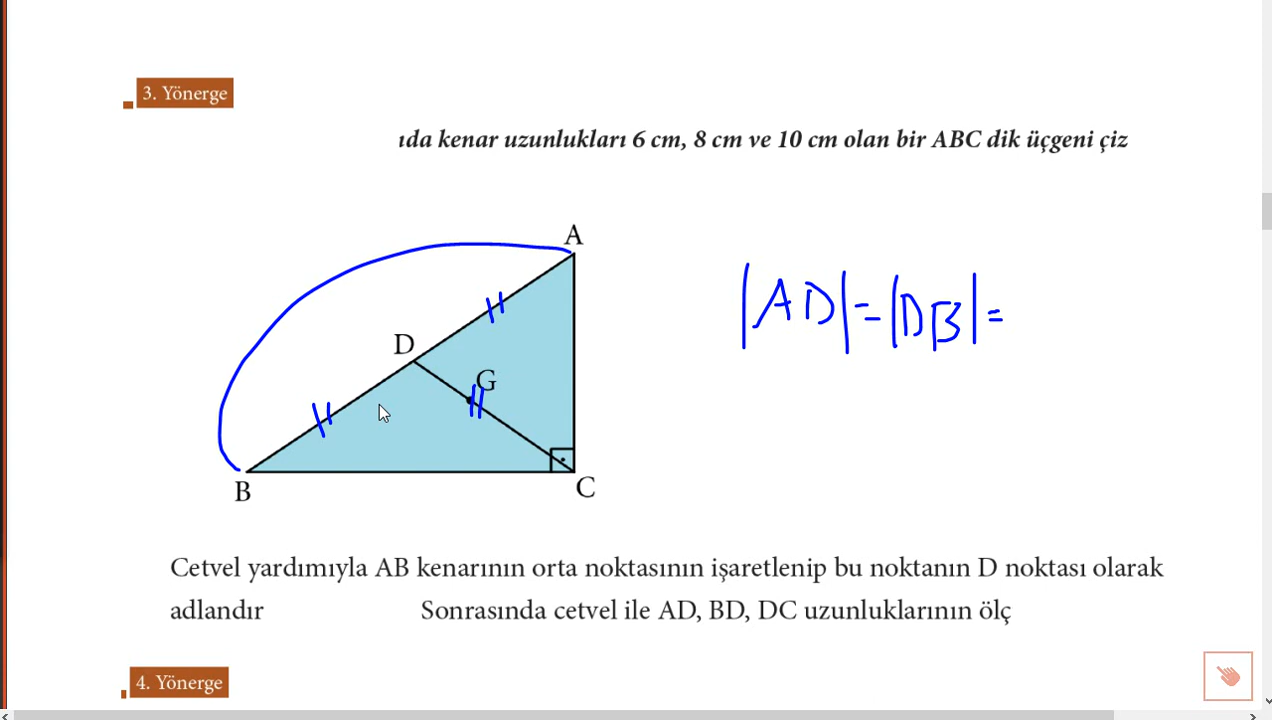 3. Yönerge
ıda kenar uzunlukları 6 cm, 8 cm ve 10 cm olan bir ABC dik üçgeni çiz
A
|AD|=|DB|=
D
G
B
C
Cetvel yardımıyla AB kenarının orta noktasının işaretlenip bu noktanın D noktası olarak
adlandır Sonrasında cetvel ile AD, BD, DC uzunluklarının ölç
4. Yönerge